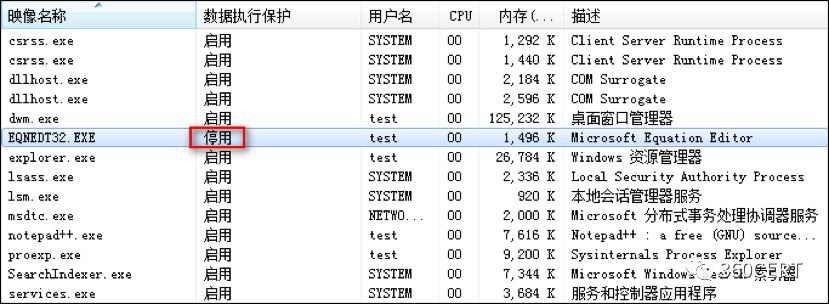 映像名称 数据执行保护 用户名 CPU 内存(... 描述
csrss.exe 启用 SYSTEM 00 1,292 K Client Server Runtime Process
csrss.exe 启用 SYSTEM 00 1,440 K Client Server Runtime Process
dllhost.exe 启用 SYSTEM 00 2,184 K COM Surrogate
dllhost.exe 启用 SYSTEM 00 2,596 K COM Surrogate
dwm.exe 启用 test 00 125,232 K 桌面窗口管理器
EQNEDT32.EXE 停用 test 00 1,496 K Microsoft Equation Editor
explorer.exe 启用 test 00 26,784 K Windows 资源管理器
lsass.exe 启用 SYSTEM 00 2,336 K Local Security Authority Process
lsm.exe 启用 SYSTEM 00 920 K 本地会话管理器服务
msdtc.exe 启用 NETWO... 00 2,000 K Microsoft 分布式事务处理协调器服务
notepad++.exe 启用 test 00 7,616 K Notepad++ : a free (GNU) source...
proexp.exe 启用 test 00 9,200 K Sysinternals Process Explorer
SearchIndexer.exe 启用 SYSTEM 00 7,344 K Microsoft Windows Search 索引器
services.exe 启用 SYSTEM 00 3,684 K 服务和控制器应用程序
360CERT